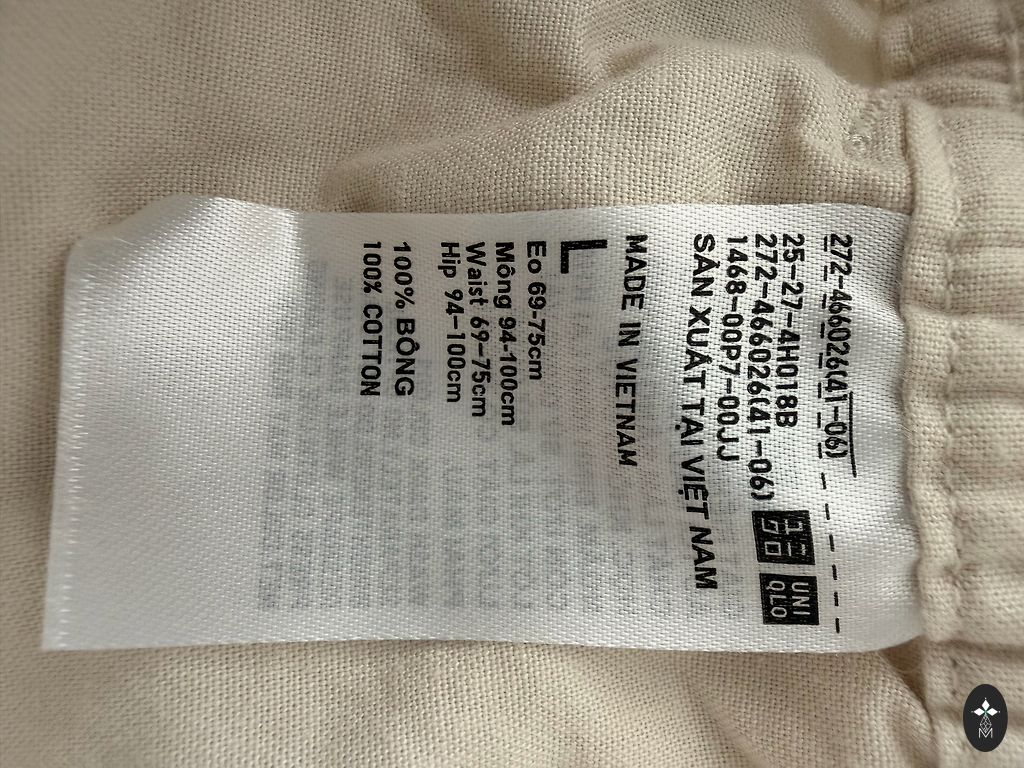 272-466026(41-06)
25-27-4H018B
272-466026(41-06)
1468-00P7-00JJ
SẢN XUẤT TẠI VIỆT NAM
ユニ
クロ
UNI
QLO
MADE IN VIETNAM
L
Eo 69-75cm
Mông 94-100cm
Waist 69-75cm
Hip 94-100cm
100% BÔNG
100% COTTON
M